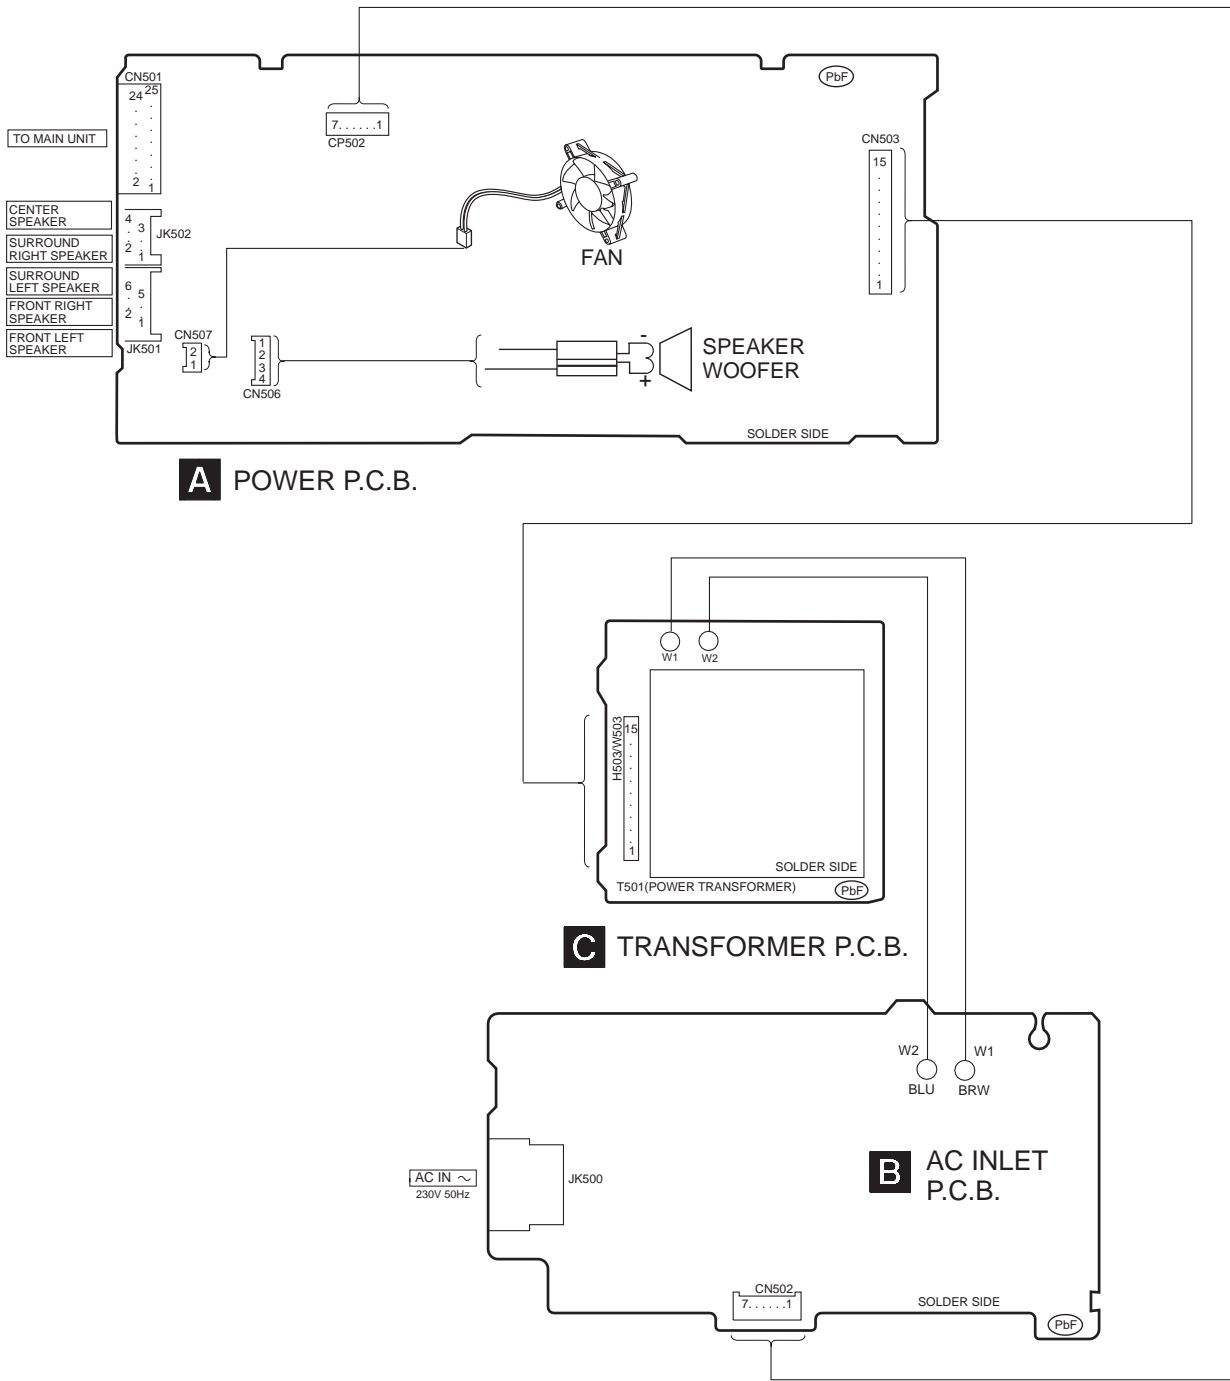 CN501
24 25
2 1
TO MAIN UNIT
7......1
CP502
PbF
CN503
15
1
CENTER
SPEAKER
SURROUND
RIGHT SPEAKER
SURROUND
LEFT SPEAKER
FRONT RIGHT
SPEAKER
FRONT LEFT
SPEAKER
4 3
2 1
JK502
6 5
2 1
JK501
FAN
CN507
2
1
1
2
3
4
CN506
-
+
SPEAKER
WOOFER
SOLDER SIDE
A POWER P.C.B.
W1 W2
H503/W503
15
1
SOLDER SIDE
T501(POWER TRANSFORMER)
PbF
C TRANSFORMER P.C.B.
W2 W1
BLU BRW
AC IN ~
230V 50Hz
JK500
B AC INLET
P.C.B.
CN502
7......1
SOLDER SIDE
PbF